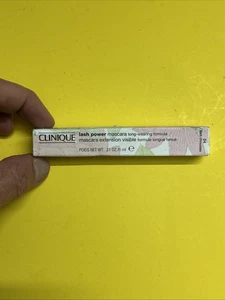 CLINIQUE
lash power mascara long-wearing formula
mascara extension visible formule longue tenue
POIDS NET WT. .21 OZ./6 ml ℮